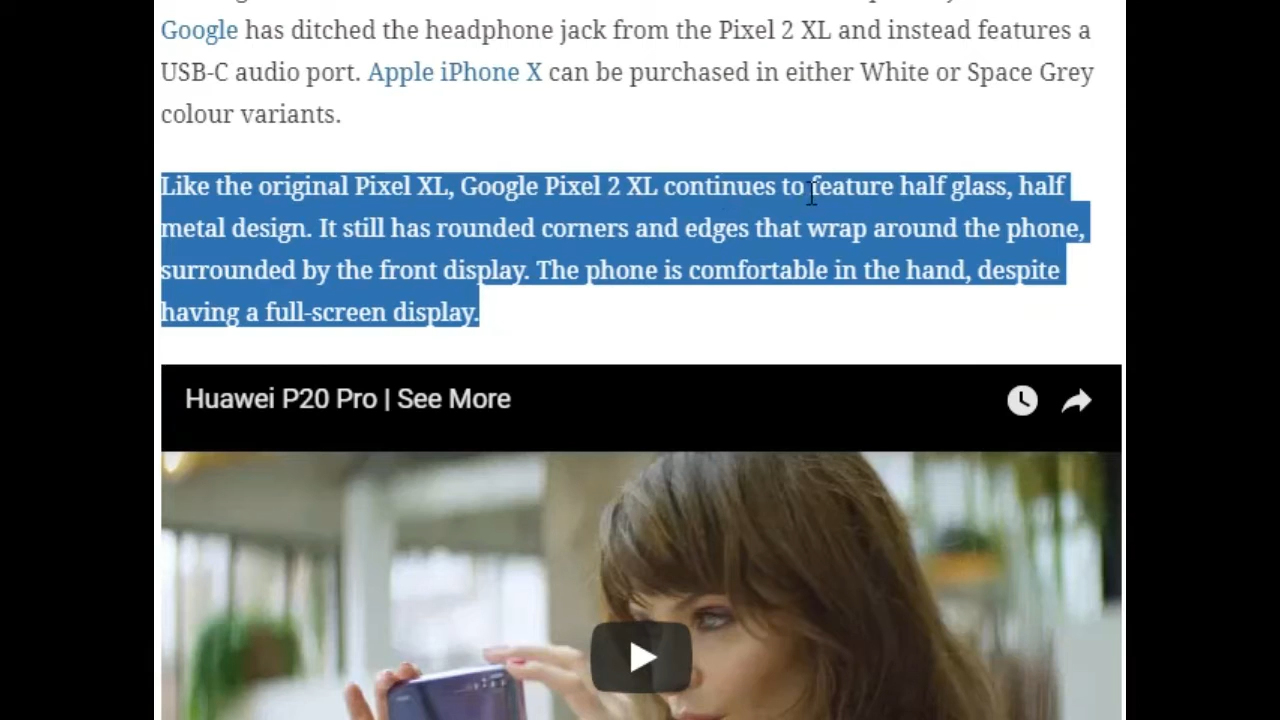 Google has ditched the headphone jack from the Pixel 2 XL and instead features a
USB-C audio port. Apple iPhone X can be purchased in either White or Space Grey
colour variants.
Like the original Pixel XL, Google Pixel 2 XL continues to feature half glass, half
metal design. It still has rounded corners and edges that wrap around the phone,
surrounded by the front display. The phone is comfortable in the hand, despite
having a full-screen display.
Huawei P20 Pro | See More